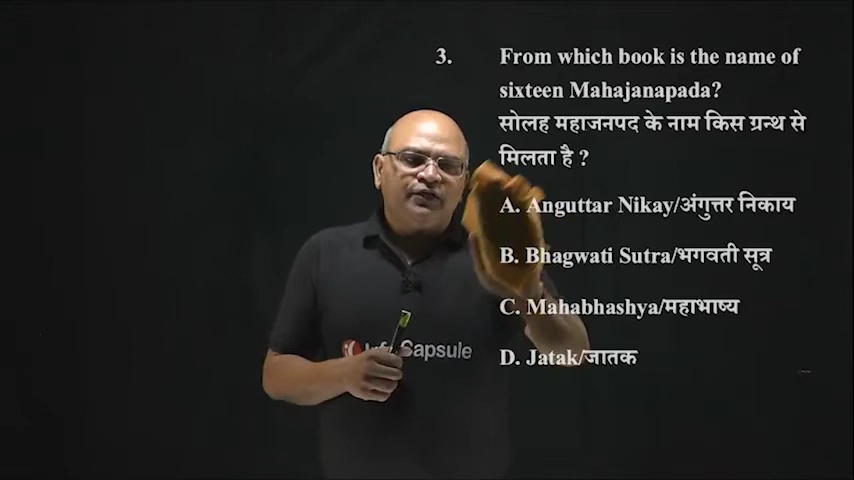 3. From which book is the name of
sixteen Mahajanapada?
सोलह महाजनपद के नाम किस ग्रन्थ से
मिलता है ?
A. Anguttar Nikay/अंगुत्तर निकाय
B. Bhagwati Sutra/भगवती सूत्र
C. Mahabhashya/महाभाष्य
D. Jatak/जातक
Capsule